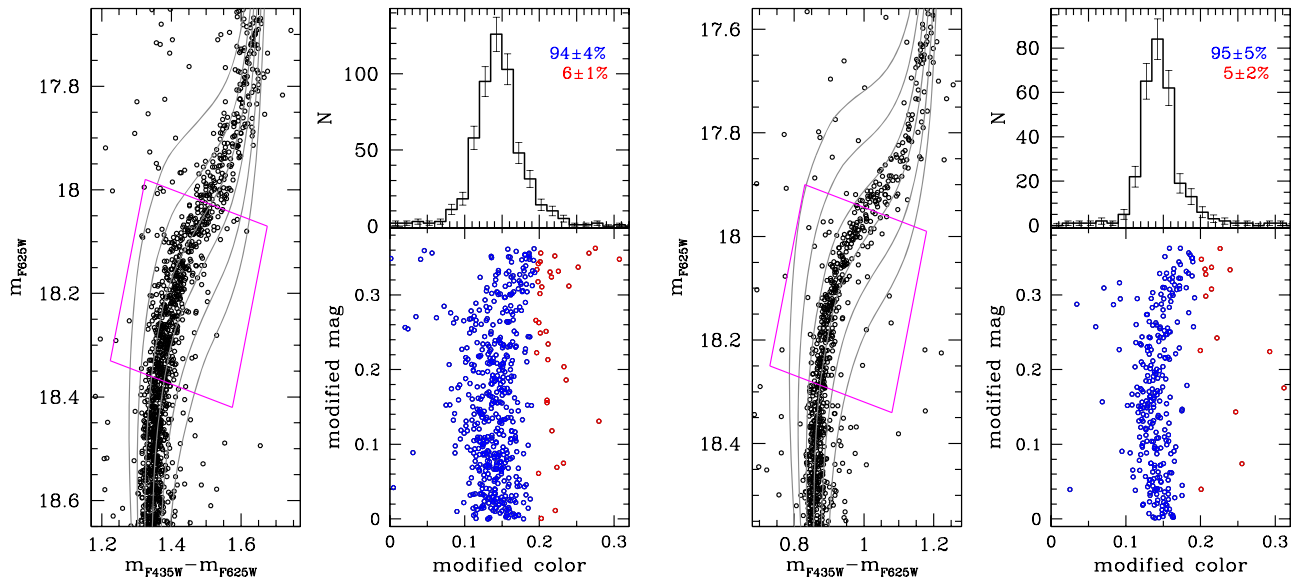 17.8
18
18.2
18.4
18.6
m_F625W
1.2 1.4 1.6
m_F435W−m_F625W
100
50
0
N
94±4%
6±1%
0.3
0.2
0.1
0
modified mag
0 0.1 0.2 0.3
modified color
17.6
17.8
18
18.2
18.4
m_F625W
0.8 1 1.2
m_F435W−m_F625W
80
60
40
20
0
N
95±5%
5±2%
0.3
0.2
0.1
0
modified mag
0 0.1 0.2 0.3
modified color